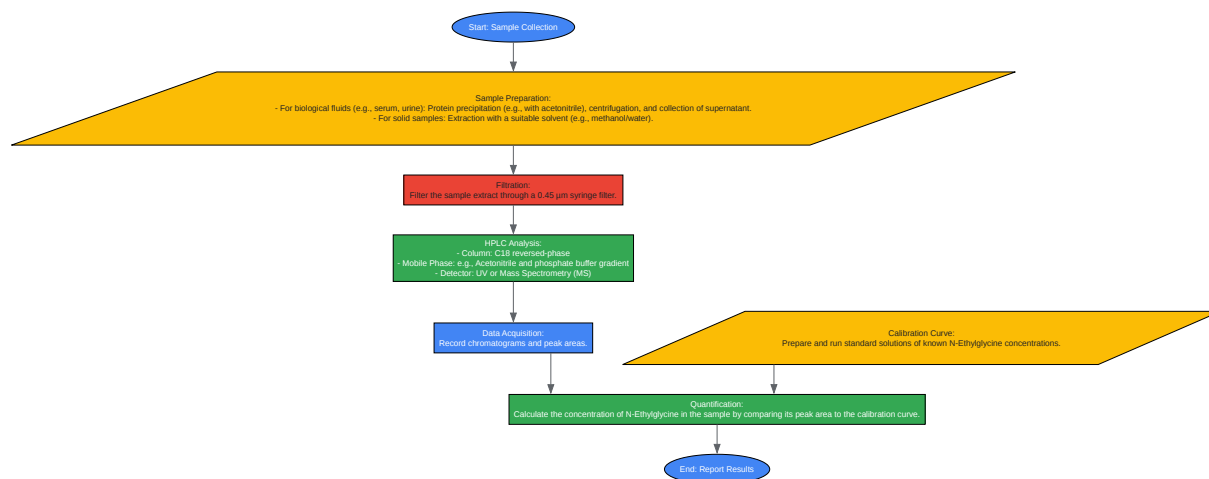 Start: Sample Collection
Sample Preparation:
- For biological fluids (e.g., serum, urine): Protein precipitation (e.g., with acetonitrile), centrifugation, and collection of supernatant.
- For solid samples: Extraction with a suitable solvent (e.g., methanol/water).
Filtration:
Filter the sample extract through a 0.45 µm syringe filter.
HPLC Analysis:
- Column: C18 reversed-phase
- Mobile Phase: e.g., Acetonitrile and phosphate buffer gradient
- Detector: UV or Mass Spectrometry (MS)
Data Acquisition:
Record chromatograms and peak areas.
Calibration Curve:
Prepare and run standard solutions of known N-Ethylglycine concentrations.
Quantification:
Calculate the concentration of N-Ethylglycine in the sample by comparing its peak area to the calibration curve.
End: Report Results